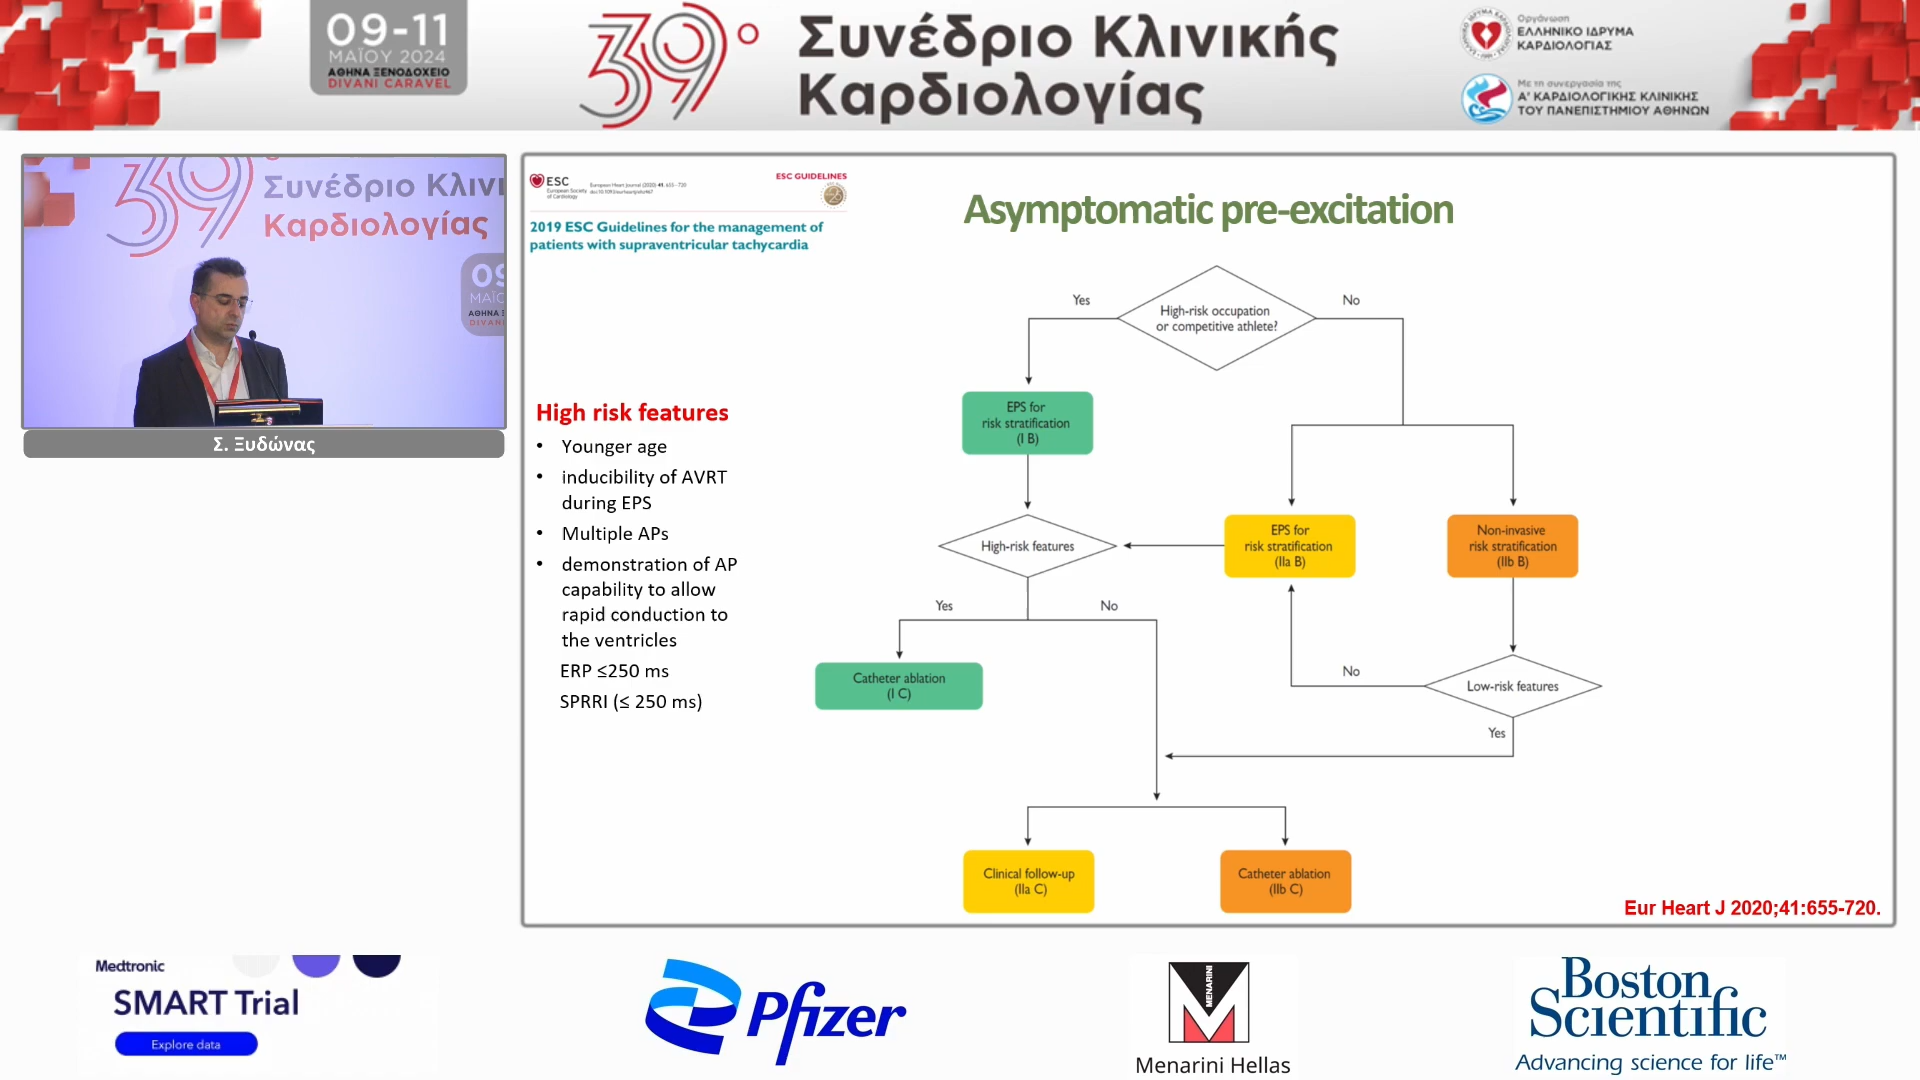 09-11
ΜΑΪΟΥ 2024
ΑΘΗΝΑ ΞΕΝΟΔΟΧΕΙΟ
DIVANI CARAVEL
39°
Συνέδριο Κλινικής
Καρδιολογίας
Οργάνωση
ΕΛΛΗΝΙΚΟ ΙΔΡΥΜΑ
ΚΑΡΔΙΟΛΟΓΙΑΣ
Με τη συνεργασία της
Α' ΚΑΡΔΙΟΛΟΓΙΚΗΣ ΚΛΙΝΙΚΗΣ
ΤΟΥ ΠΑΝΕΠΙΣΤΗΜΙΟΥ ΑΘΗΝΩΝ
39
Συνέδριο Κλινι
Καρδιολογίας
09
ΜΑΪΟ
ΑΘΗΝΑ Ξ
DIVANI
Σ. Ξυδώνας
ESC
European Society
of Cardiology
European Heart Journal (2020) 41, 655–720
ESC GUIDELINES
2019 ESC Guidelines for the management of
patients with supraventricular tachycardia
Asymptomatic pre-excitation
High risk features
• Younger age
• inducibility of AVRT
during EPS
• Multiple APs
• demonstration of AP
capability to allow
rapid conduction to
the ventricles
ERP ≤250 ms
SPRRI (≤ 250 ms)
High-risk occupation
or competitive athlete?
Yes
No
EPS for
risk stratification
(I B)
High-risk features
EPS for
risk stratification
(IIa B)
Non-invasive
risk stratification
(IIb B)
Yes
No
Catheter ablation
(I C)
No
Low-risk features
Yes
Clinical follow-up
(IIa C)
Catheter ablation
(IIb C)
Eur Heart J 2020;41:655-720.
Medtronic
SMART Trial
Explore data
Pfizer
MENARINI
Menarini Hellas
Boston
Scientific
Advancing science for life™